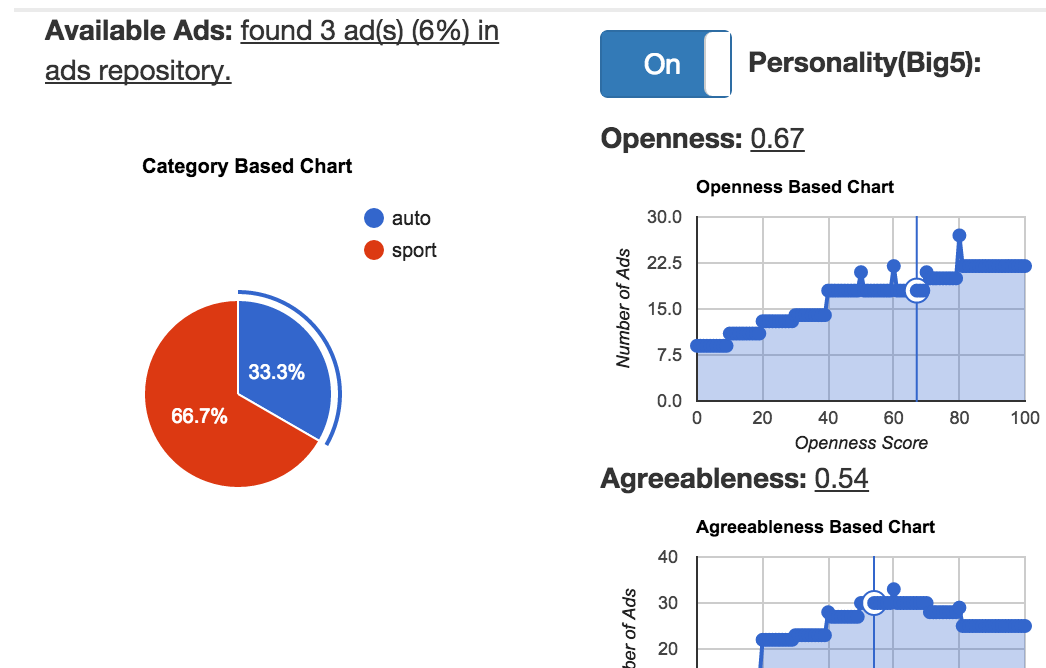 Available Ads: found 3 ad(s) (6%) in
ads repository.
Category Based Chart
auto
sport
33.3%
66.7%
On
Personality(Big5):
Openness: 0.67
Openness Based Chart
30.0
22.5
15.0
7.5
0.0
Number of Ads
0 20 40 60 80 100
Openness Score
Agreeableness: 0.54
Agreeableness Based Chart
40
30
20
of Ads